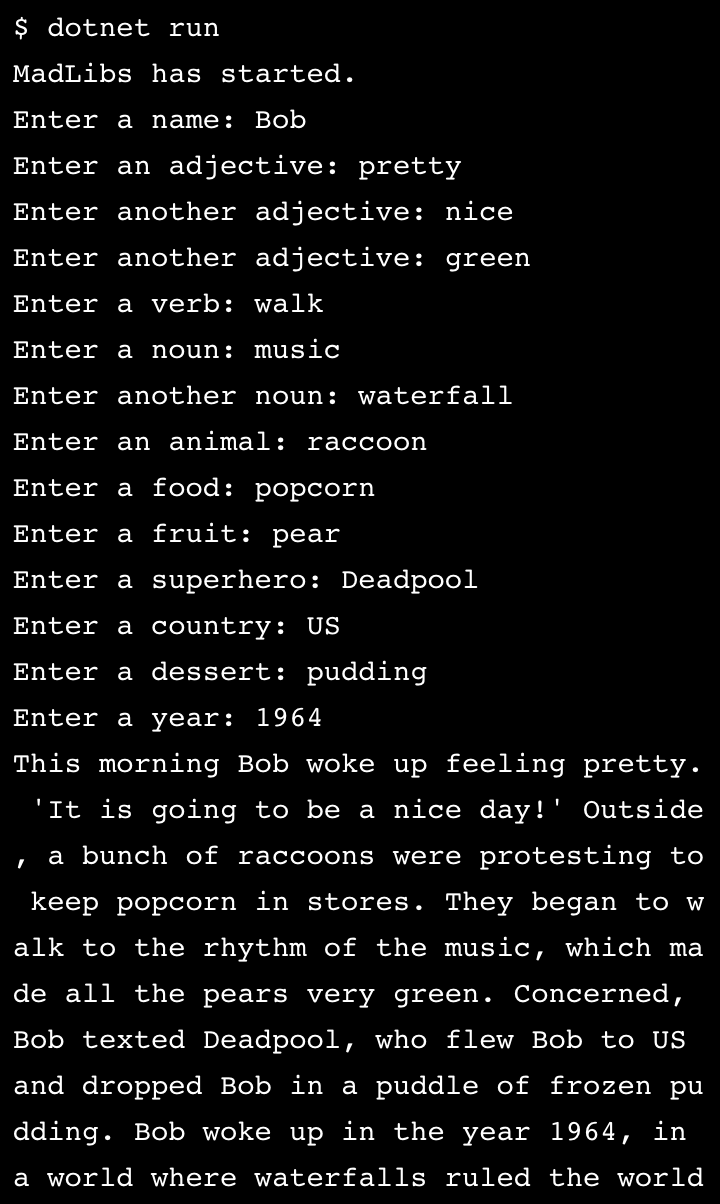 $ dotnet run
MadLibs has started.
Enter a name: Bob
Enter an adjective: pretty
Enter another adjective: nice
Enter another adjective: green
Enter a verb: walk
Enter a noun: music
Enter another noun: waterfall
Enter an animal: raccoon
Enter a food: popcorn
Enter a fruit: pear
Enter a superhero: Deadpool
Enter a country: US
Enter a dessert: pudding
Enter a year: 1964
This morning Bob woke up feeling pretty.
 'It is going to be a nice day!' Outside
, a bunch of raccoons were protesting to
 keep popcorn in stores. They began to w
alk to the rhythm of the music, which ma
de all the pears very green. Concerned,
Bob texted Deadpool, who flew Bob to US
and dropped Bob in a puddle of frozen pu
dding. Bob woke up in the year 1964, in
a world where waterfalls ruled the world